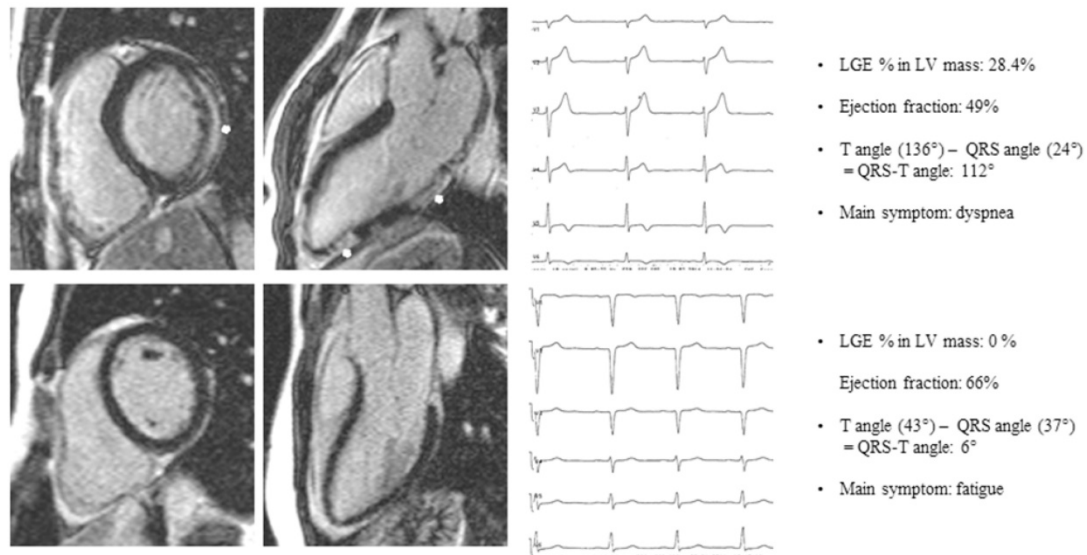 • LGE % in LV mass: 28.4%
• Ejection fraction: 49%
• T angle (136°) – QRS angle (24°)
= QRS-T angle: 112°
• Main symptom: dyspnea
• LGE % in LV mass: 0 %
Ejection fraction: 66%
• T angle (43°) – QRS angle (37°)
= QRS-T angle: 6°
• Main symptom: fatigue